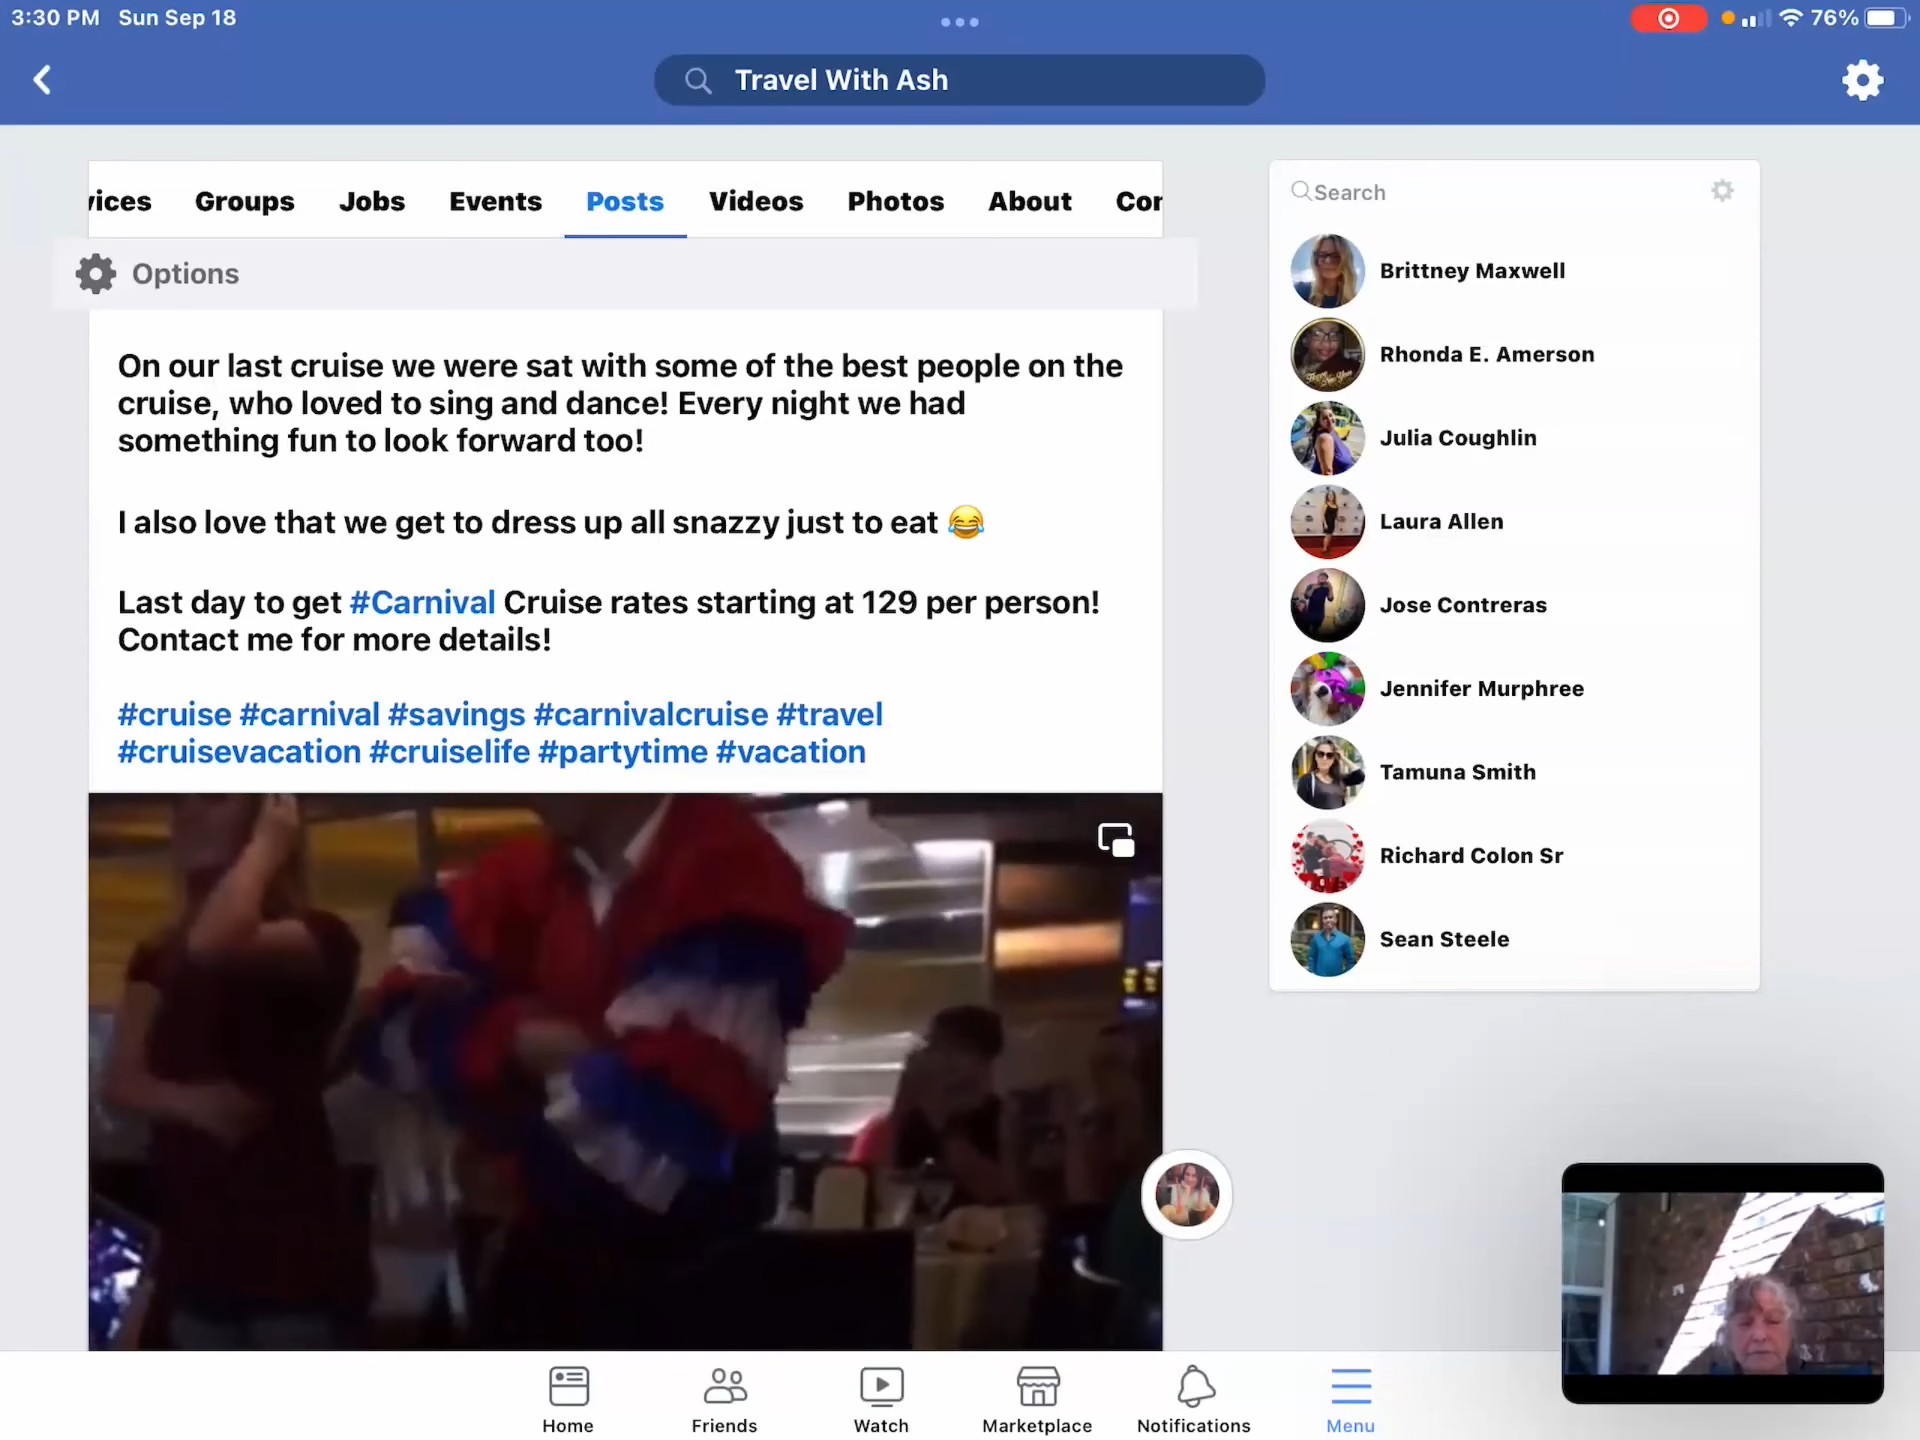 3:30 PM Sun Sep 18
76%
Travel With Ash
vices Groups Jobs Events Posts Videos Photos About Cor
Options
On our last cruise we were sat with some of the best people on the
cruise, who loved to sing and dance! Every night we had
something fun to look forward too!
I also love that we get to dress up all snazzy just to eat 😂
Last day to get #Carnival Cruise rates starting at 129 per person!
Contact me for more details!
#cruise #carnival #savings #carnivalcruise #travel
#cruisevacation #cruiselife #partytime #vacation
Search
Brittney Maxwell
Rhonda E. Amerson
Julia Coughlin
Laura Allen
Jose Contreras
Jennifer Murphree
Tamuna Smith
Richard Colon Sr
Sean Steele
Home Friends Watch Marketplace Notifications Menu